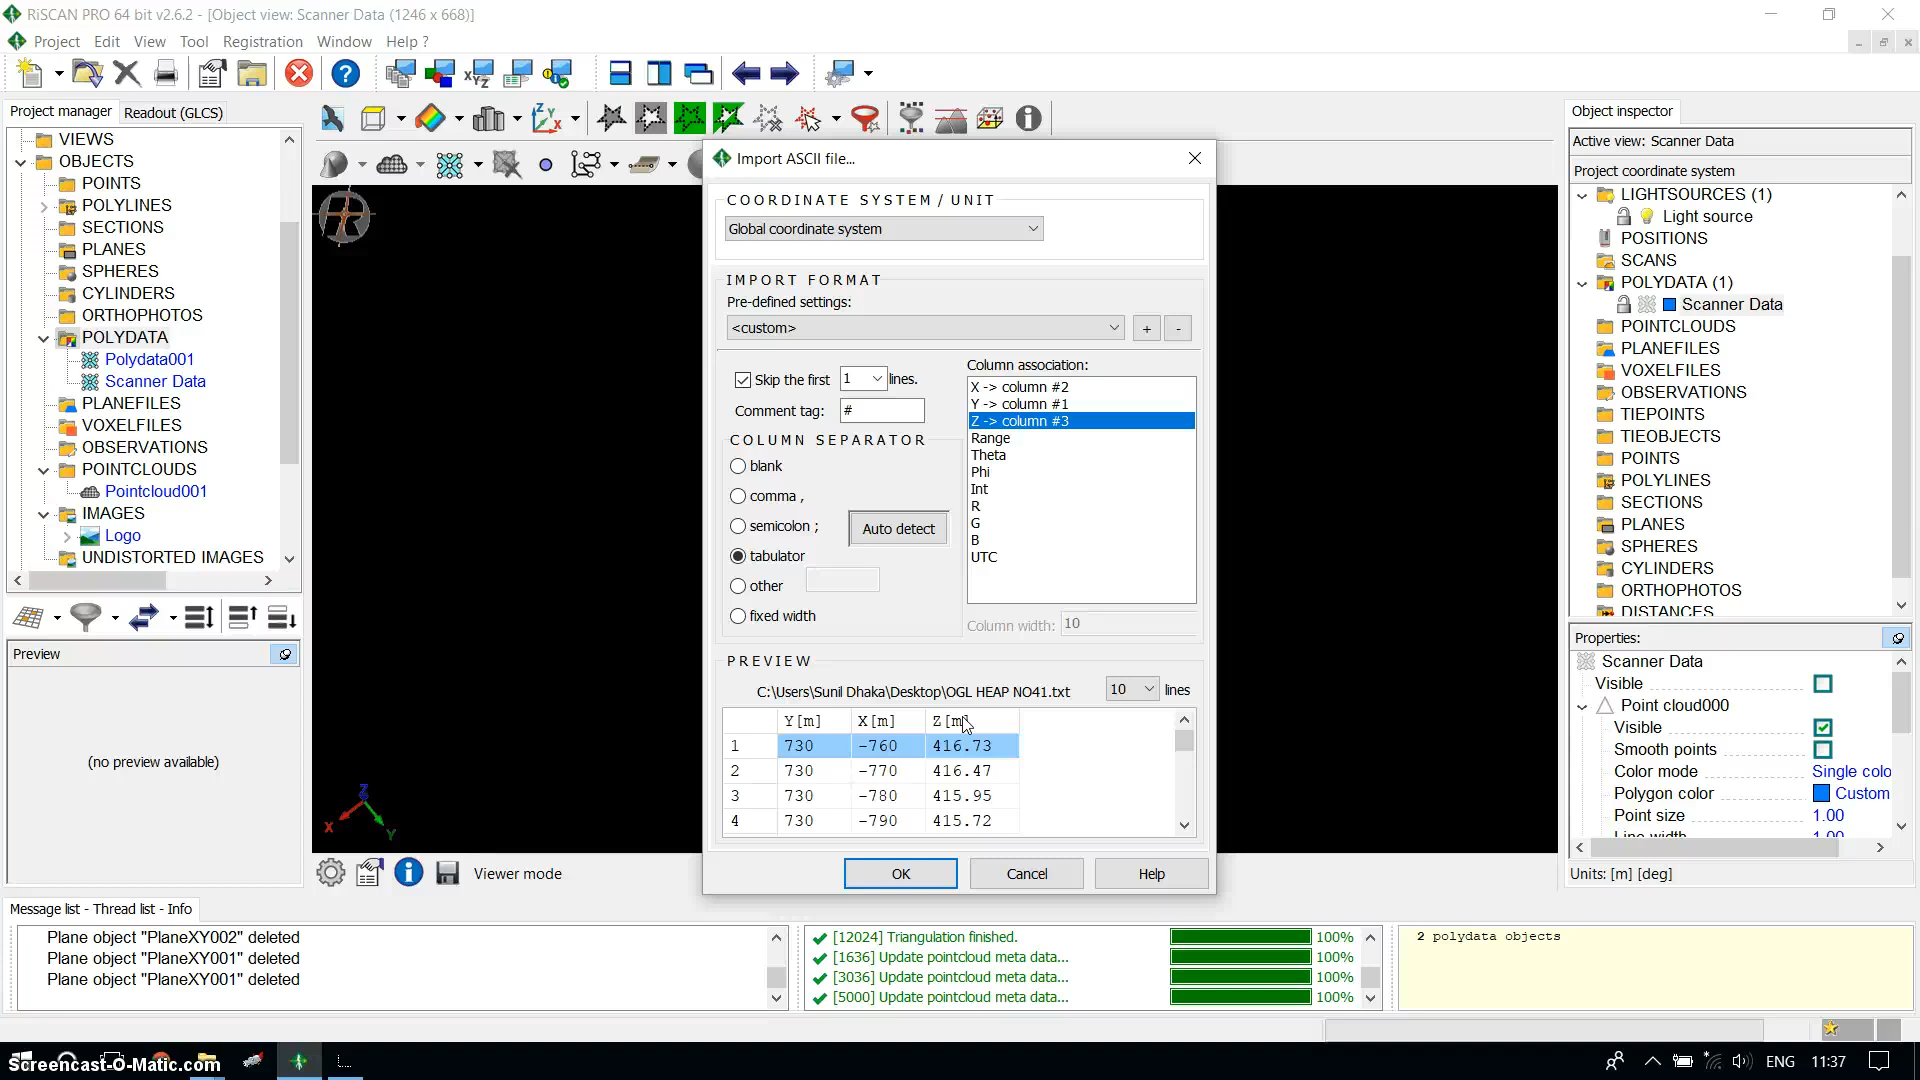 RiSCAN PRO 64 bit v2.6.2 - [Object view: Scanner Data (1246 x 668)]
Project Edit View Tool Registration Window Help ?
Project manager Readout (GLCS)
VIEWS
OBJECTS
POINTS
POLYLINES
SECTIONS
PLANES
SPHERES
CYLINDERS
ORTHOPHOTOS
POLYDATA
Polydata001
Scanner Data
PLANEFILES
VOXELFILES
OBSERVATIONS
POINTCLOUDS
Pointcloud001
IMAGES
Logo
UNDISTORTED IMAGES
Preview
(no preview available)
Z
X
Y
Viewer mode
Import ASCII file...
COORDINATE SYSTEM / UNIT
Global coordinate system
IMPORT FORMAT
Pre-defined settings:
<custom>
+ -
Skip the first 1 lines.
Comment tag: #
COLUMN SEPARATOR
blank
comma ,
semicolon ;
Auto detect
tabulator
other
fixed width
Column association:
X -> column #2
Y -> column #1
Z -> column #3
Range
Theta
Phi
Int
R
G
B
UTC
Column width: 10
PREVIEW
C:\Users\Sunil Dhaka\Desktop\OGL HEAP NO41.txt 10 lines
Y[m] X[m] Z[m]
1 730 -760 416.73
2 730 -770 416.47
3 730 -780 415.95
4 730 -790 415.72
OK Cancel Help
Object inspector
Active view: Scanner Data
Project coordinate system
LIGHTSOURCES (1)
Light source
POSITIONS
SCANS
POLYDATA (1)
Scanner Data
POINTCLOUDS
PLANEFILES
VOXELFILES
OBSERVATIONS
TIEPOINTS
TIEOBJECTS
POINTS
POLYLINES
SECTIONS
PLANES
SPHERES
CYLINDERS
ORTHOPHOTOS
DISTANCES
Properties:
Scanner Data
Visible
Point cloud000
Visible
Smooth points
Color mode Single colo
Polygon color Custom
Point size 1.00
Line width 1.00
Units: [m] [deg]
Message list - Thread list - Info
Plane object "PlaneXY002" deleted
Plane object "PlaneXY001" deleted
Plane object "PlaneXY001" deleted
[12024] Triangulation finished. 100%
[1636] Update pointcloud meta data... 100%
[3036] Update pointcloud meta data... 100%
[5000] Update pointcloud meta data... 100%
2 polydata objects
Screencast-O-Matic.com
ENG 11:37